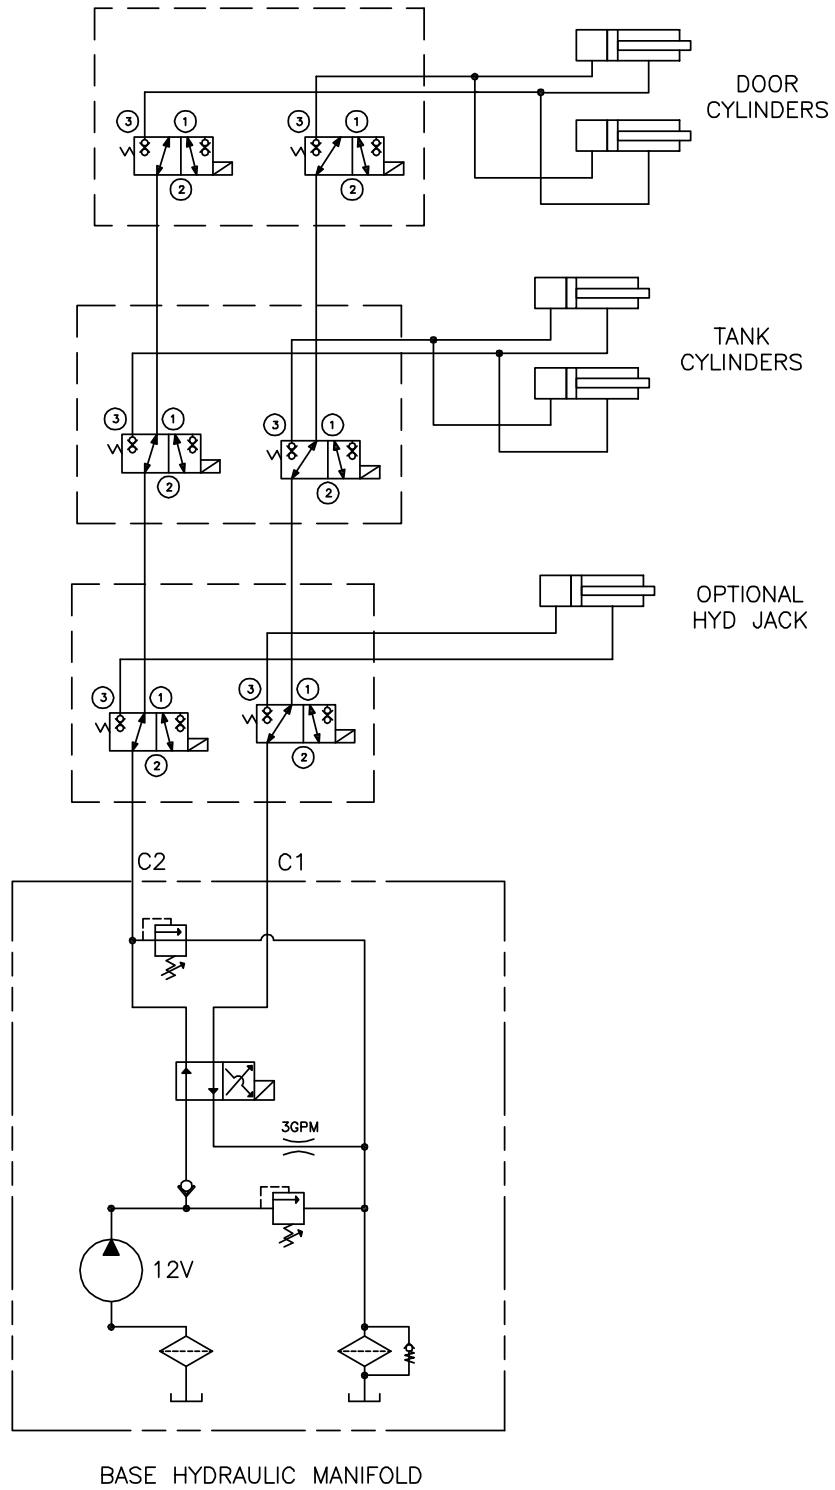 DOOR
CYLINDERS
3 1 3 1
2 2
TANK
CYLINDERS
3 1 3 1
2 2
OPTIONAL
HYD JACK
3 1 3 1
2 2
C2 C1
3GPM
12V
BASE HYDRAULIC MANIFOLD